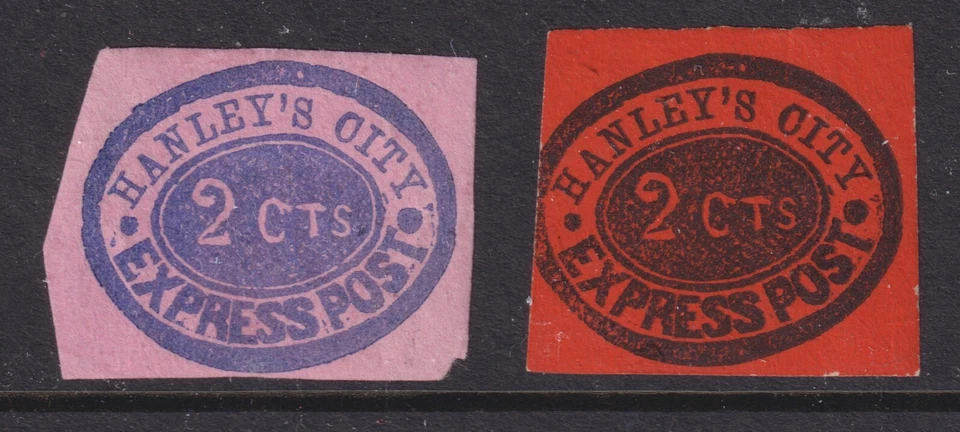 HANLEY'S CITY
2 CTS
EXPRESS POST
HANLEY'S CITY
2 CTS
EXPRESS POST